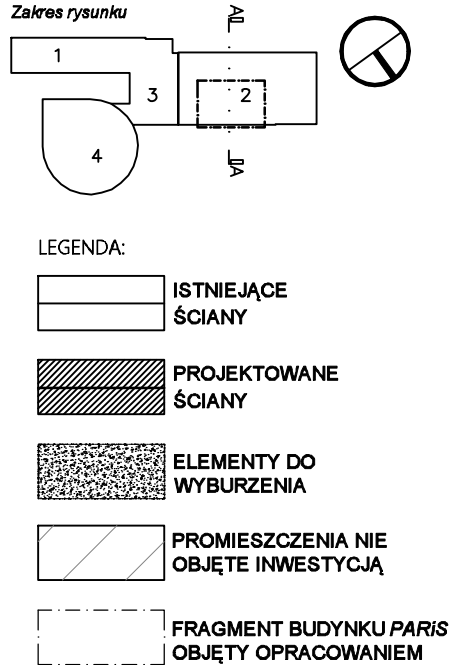 Zakres rysunku
A
1
3
2
4
A
LEGENDA:
ISTNIEJĄCE
ŚCIANY
PROJEKTOWANE
ŚCIANY
ELEMENTY DO
WYBURZENIA
PROMIESZCZENIA NIE
OBJĘTE INWESTYCJĄ
FRAGMENT BUDYNKU PARiS
OBJĘTY OPRACOWANIEM